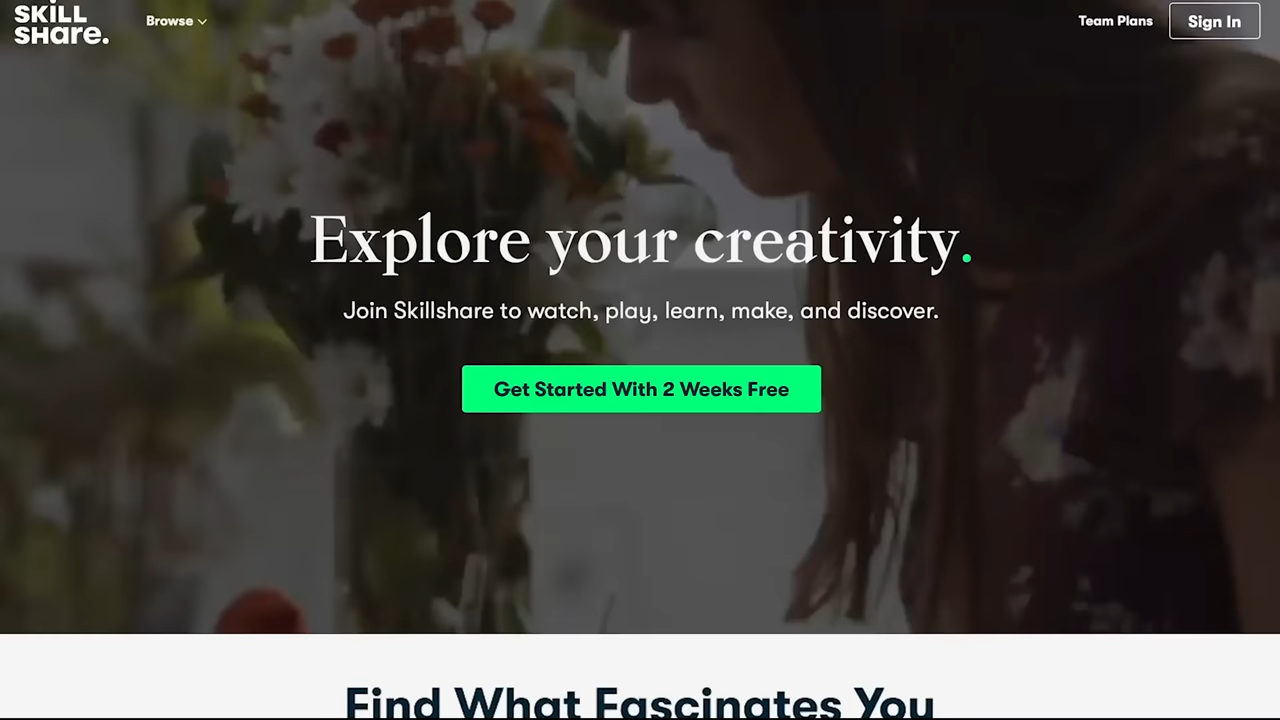 SKILL
SHare.
Browse
Team Plans
Sign In
Explore your creativity.
Join Skillshare to watch, play, learn, make, and discover.
Get Started With 2 Weeks Free
Find What Fascinates You